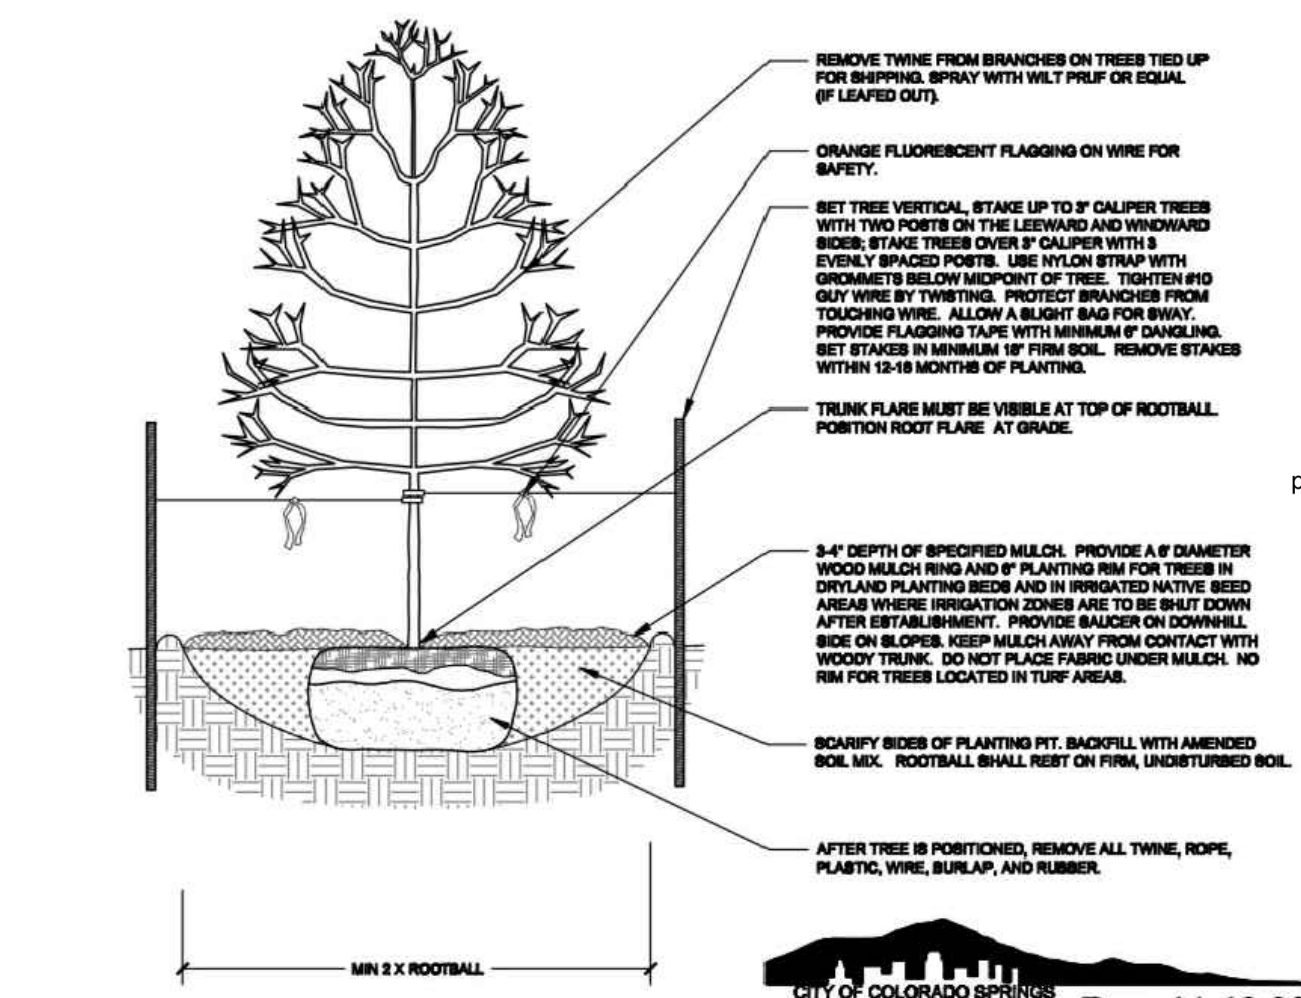 REMOVE TWINE FROM BRANCHES ON TREES TIED UP
FOR SHIPPING. SPRAY WITH WILT PRUF OR EQUAL
(IF LEAFED OUT).
ORANGE FLUORESCENT FLAGGING ON WIRE FOR
SAFETY.
SET TREE VERTICAL, STAKE UP TO 3" CALIPER TREES
WITH TWO POSTS ON THE LEEWARD AND WINDWARD
SIDES; STAKE TREES OVER 3" CALIPER WITH 3
EVENLY SPACED POSTS. USE NYLON STRAP WITH
GROMMETS BELOW MIDPOINT OF TREE. TIGHTEN #10
GUY WIRE BY TWISTING. PROTECT BRANCHES FROM
TOUCHING WIRE. ALLOW A SLIGHT SAG FOR SWAY.
PROVIDE FLAGGING TAPE WITH MINIMUM 6" DANGLING.
SET STAKES IN MINIMUM 18" FIRM SOIL. REMOVE STAKES
WITHIN 12-18 MONTHS OF PLANTING.
TRUNK FLARE MUST BE VISIBLE AT TOP OF ROOTBALL.
POSITION ROOT FLARE AT GRADE.
p
3-4" DEPTH OF SPECIFIED MULCH. PROVIDE A 6' DIAMETER
WOOD MULCH RING AND 6" PLANTING RIM FOR TREES IN
DRYLAND PLANTING BEDS AND IN IRRIGATED NATIVE SEED
AREAS WHERE IRRIGATION ZONES ARE TO BE SHUT DOWN
AFTER ESTABLISHMENT. PROVIDE SAUCER ON DOWNHILL
SIDE ON SLOPES. KEEP MULCH AWAY FROM CONTACT WITH
WOODY TRUNK. DO NOT PLACE FABRIC UNDER MULCH. NO
RIM FOR TREES LOCATED IN TURF AREAS.
SCARIFY SIDES OF PLANTING PIT. BACKFILL WITH AMENDED
SOIL MIX. ROOTBALL SHALL REST ON FIRM, UNDISTURBED SOIL.
AFTER TREE IS POSITIONED, REMOVE ALL TWINE, ROPE,
PLASTIC, WIRE, BURLAP, AND RUBBER.
MIN 2 X ROOTBALL
CITY OF COLORADO SPRINGS